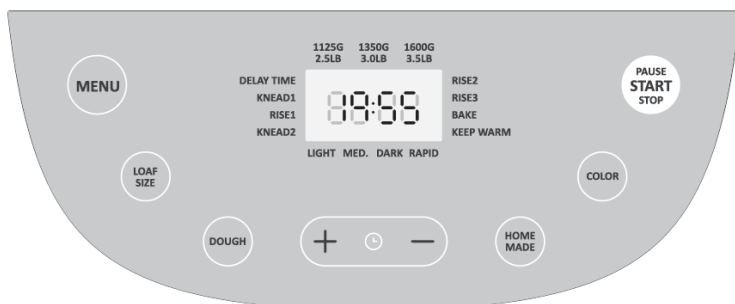 1125G 1350G 1600G
2.5LB 3.0LB 3.5LB
MENU
DELAY TIME
KNEAD1
RISE1
KNEAD2
19:55
RISE2
RISE3
BAKE
KEEP WARM
LIGHT MED. DARK RAPID
PAUSE
START
STOP
LOAF
SIZE
COLOR
DOUGH
+ −
HOME
MADE